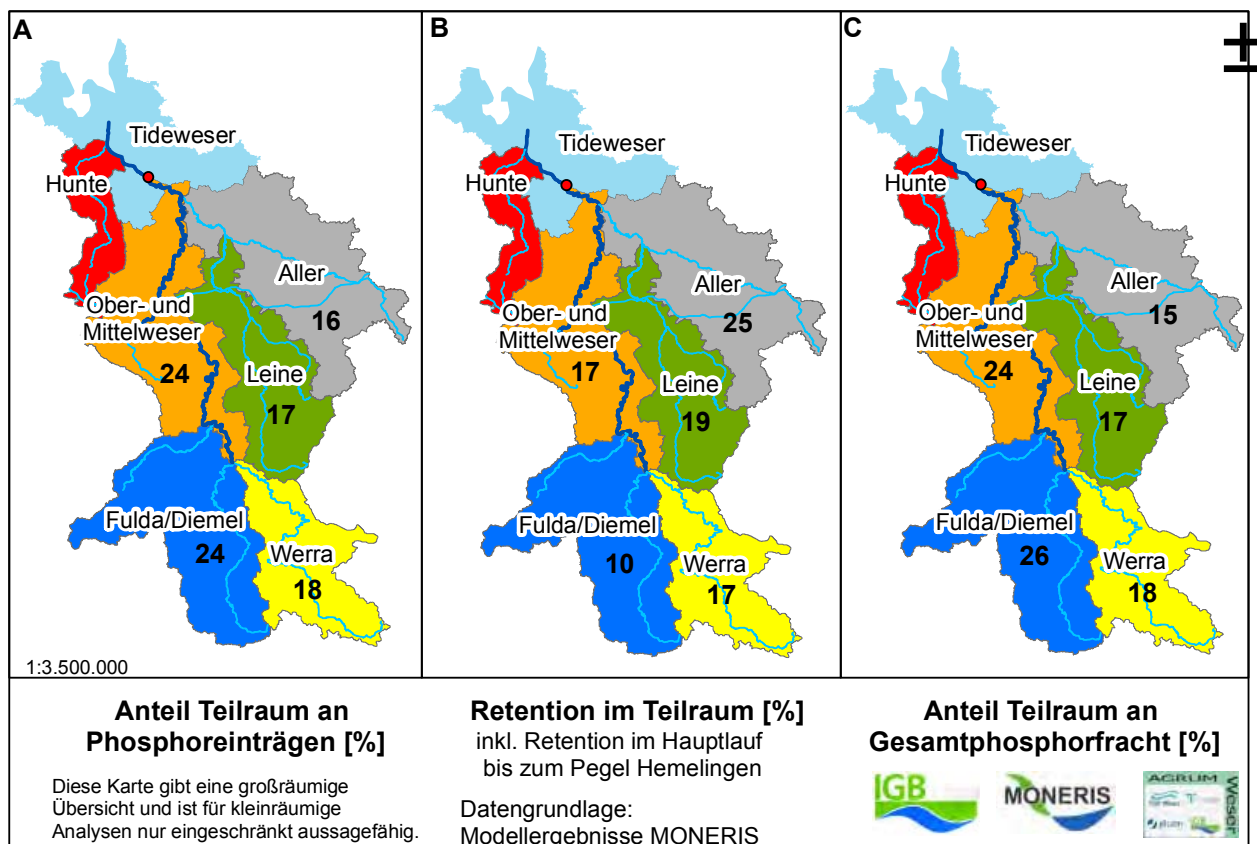 A
Tideweser
Hunte
Aller
16
Ober- und
Mittelweser
24
Leine
17
Fulda/Diemel
24
Werra
18
1:3.500.000
B
Tideweser
Hunte
Aller
25
Ober- und
Mittelweser
17
Leine
19
Fulda/Diemel
10
Werra
17
C
Tideweser
Hunte
Aller
15
Ober- und
Mittelweser
24
Leine
17
Fulda/Diemel
26
Werra
18
Anteil Teilraum an
Phosphoreinträgen [%]
Diese Karte gibt eine großräumige
Übersicht und ist für kleinräumige
Analysen nur eingeschränkt aussagefähig.
Retention im Teilraum [%]
inkl. Retention im Hauptlauf
bis zum Pegel Hemelingen
Datengrundlage:
Modellergebnisse MONERIS
Anteil Teilraum an
Gesamtphosphorfracht [%]
IGB
MONERIS
AGRUM
Weser